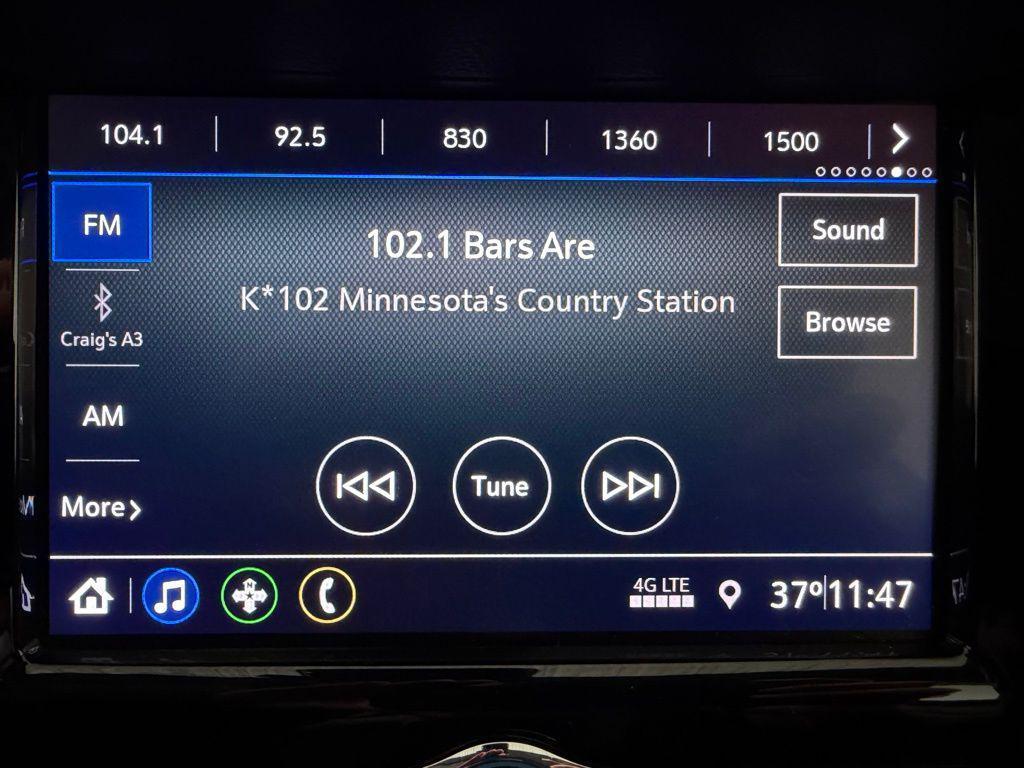 104.1 92.5 830 1360 1500
FM
102.1 Bars Are
Sound
K*102 Minnesota's Country Station
Browse
Craig's A3
AM
Tune
More
4G LTE
37º 11:47